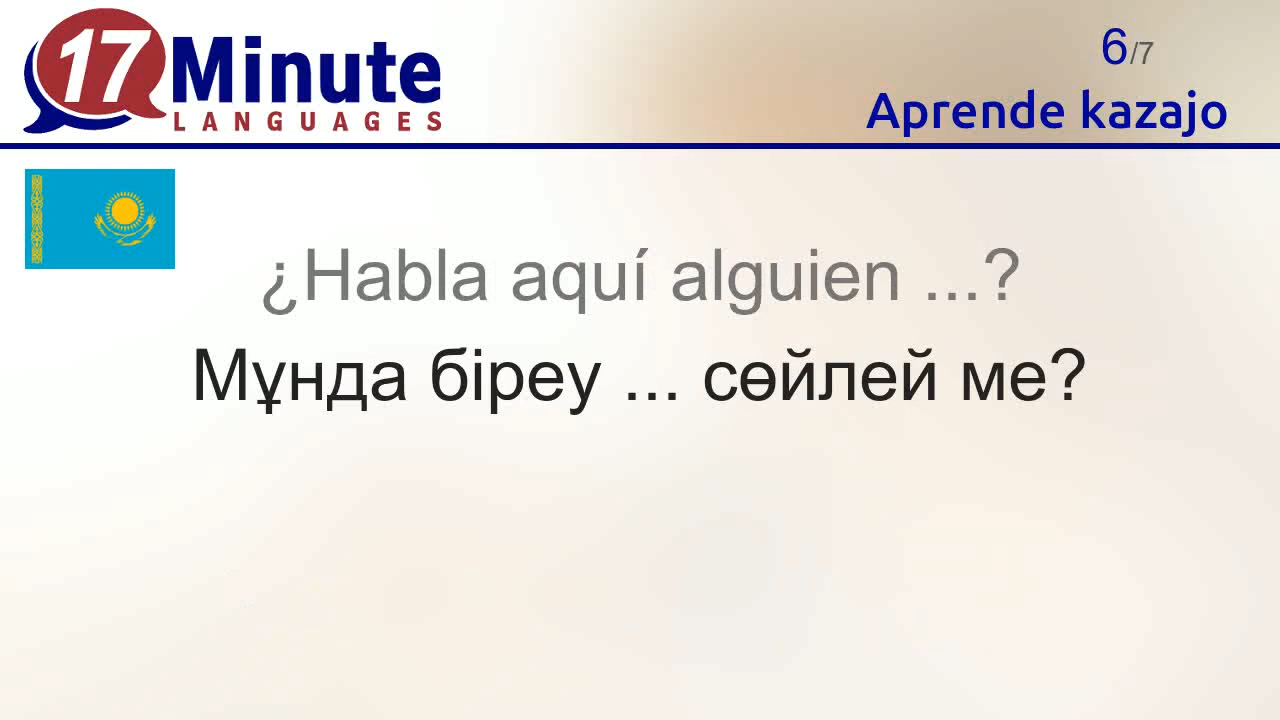 17 Minute
LANGUAGES
6/7
Aprende kazajo
¿Habla aquí alguien ...?
Мұнда біреу ... сөйлей ме?